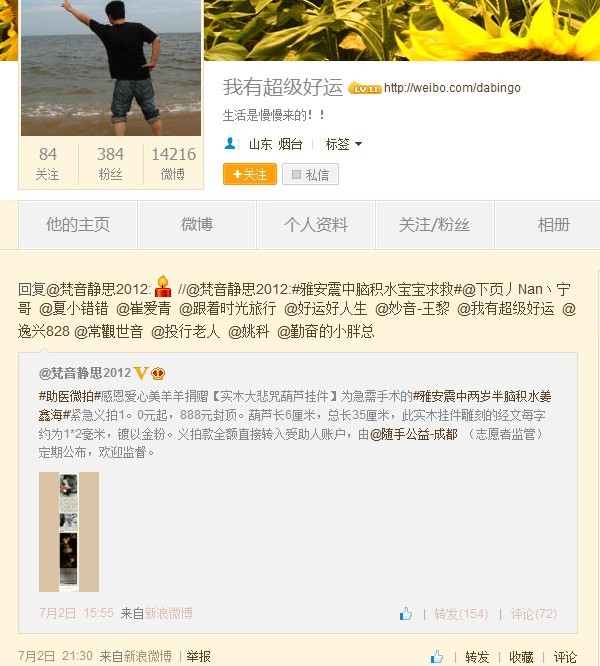 我有超级好运 http://weibo.com/dabingo
生活是慢慢来的！！
山东 烟台 标签
84 384 14216
关注 粉丝 微博
+关注 私信
他的主页 微博 个人资料 关注/粉丝 相册
回复@梵音静思2012: //@梵音静思2012:#雅安震中脑积水宝宝求救#@下页丿Nan丶宁
哥 @夏小错错 @崔爱青 @跟着时光旅行 @好运好人生 @妙音-王黎 @我有超级好运 @
逸兴828 @常觀世音 @投行老人 @姚科 @勤奋的小胖总
@梵音静思2012
#助医微拍#感恩爱心美羊羊捐赠【实木大悲咒葫芦挂件】为急需手术的#雅安震中两岁半脑积水姜
鑫海#紧急义拍1。0元起，888元封顶。葫芦长6厘米，总长35厘米，此实木挂件雕刻的经文每字
约为1*2毫米，镀以金粉。义拍款全额直接转入受助人账户，由@随手公益-成都 （志愿者监管）
定期公布，欢迎监督。
7月2日 15:55 来自新浪微博 | 转发(154) | 评论(72)
7月2日 21:30 来自新浪微博 | 举报 | 转发 | 收藏 | 评论